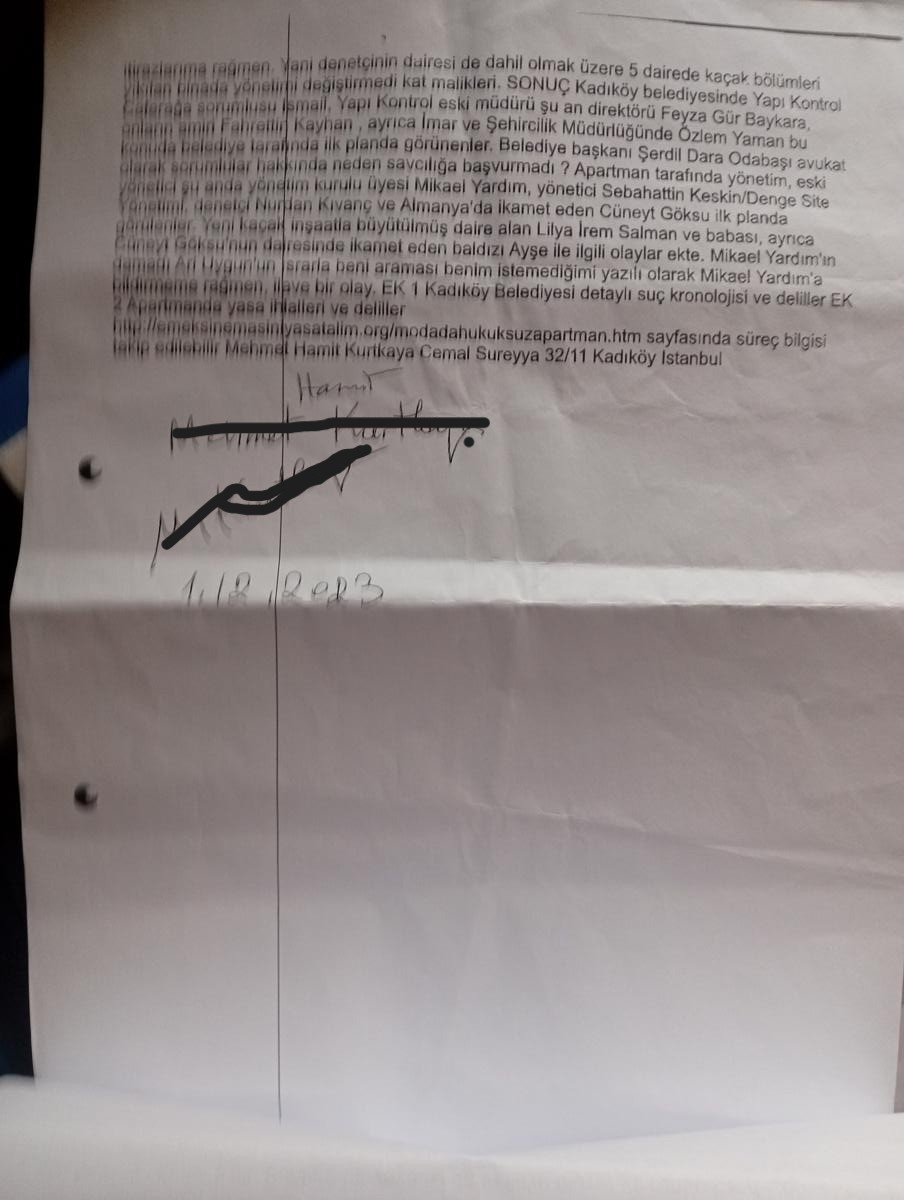 itirazlarıma rağmen. Yani denetçinin dairesi de dahil olmak üzere 5 dairede kaçak bölümleri
yıkılan binada yönetimi değiştirmedi kat malikleri. SONUÇ Kadıköy belediyesinde Yapı Kontrol
Caferağa sorumlusu İsmail, Yapı Kontrol eski müdürü şu an direktörü Feyza Gür Baykara,
onların amiri Fahrettin Kayhan , ayrıca İmar ve Şehircilik Müdürlüğünde Özlem Yaman bu
konuda belediye tarafında ilk planda görünenler. Belediye başkanı Şerdil Dara Odabaşı avukat
olarak sorumlular hakkında neden savcılığa başvurmadı ? Apartman tarafında yönetim, eski
yönetici şu anda yönetim kurulu üyesi Mikael Yardım, yönetici Sebahattin Keskin/Denge Site
Yönetimi, denetçi Nurdan Kıvanç ve Almanya'da ikamet eden Cüneyt Göksu ilk planda
görülenler. Yeni kaçak inşaatla büyütülmüş daire alan Lilya İrem Salman ve babası, ayrıca
Cüneyt Göksu'nun dairesinde ikamet eden baldızı Ayşe ile ilgili olaylar ekte. Mikael Yardım'ın
damadı Ari Uygun'un ısrarla beni araması benim istemediğimi yazılı olarak Mikael Yardım'a
bildirmeme rağmen, ilave bir olay. EK 1 Kadıköy Belediyesi detaylı suç kronolojisi ve deliller EK
2 Apartmanda yasa ihlalleri ve deliller
http://emeksinemasiniyasatalim.org/modadahukuksuzapartman.htm sayfasında süreç bilgisi
takip edilebilir Mehmet Hamit Kurtkaya Cemal Sureyya 32/11 Kadıköy İstanbul
Hamit
1.12.2023